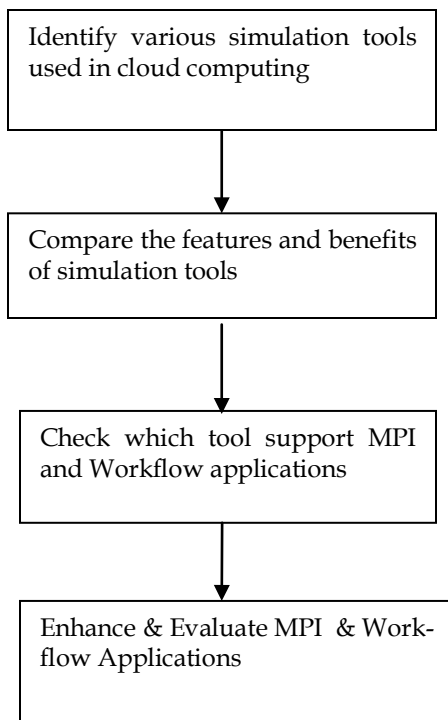 Identify various simulation tools
used in cloud computing
Compare the features and benefits
of simulation tools
Check which tool support MPI
and Workflow applications
Enhance & Evaluate MPI & Work-
flow Applications